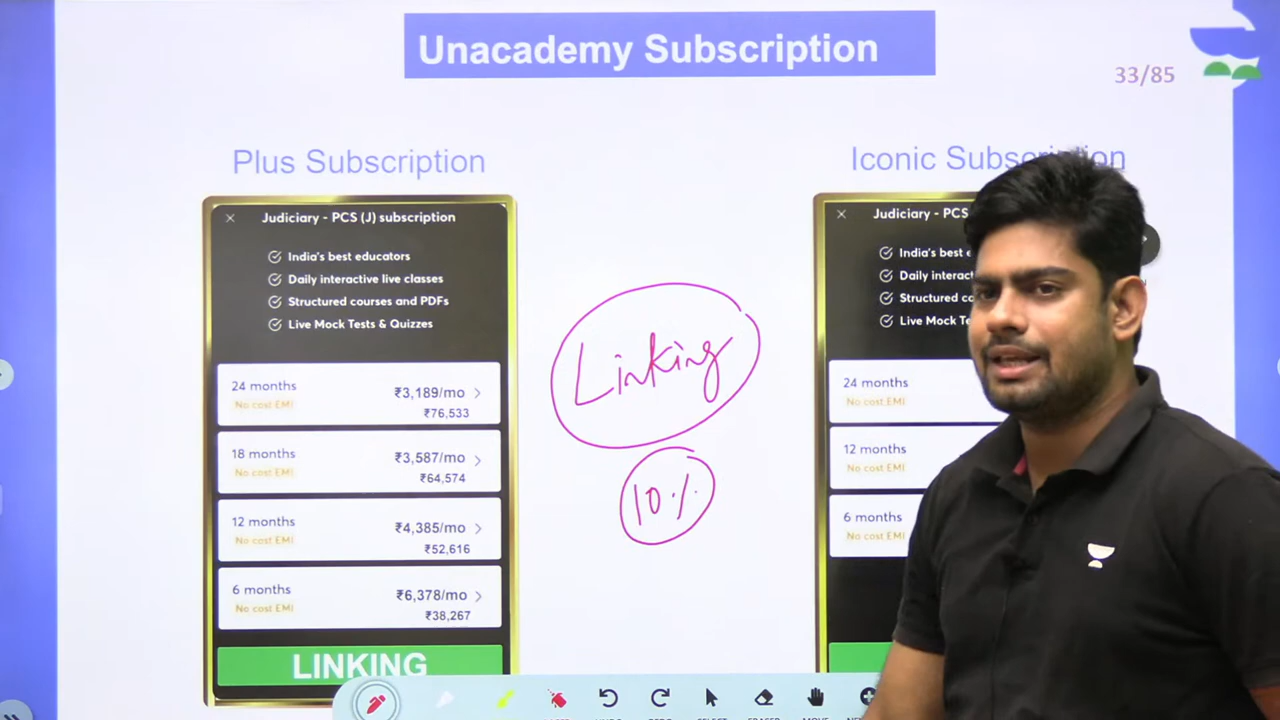 Unacademy Subscription
33/85
Plus Subscription
Judiciary - PCS (J) subscription
India's best educators
Daily interactive live classes
Structured courses and PDFs
Live Mock Tests & Quizzes
24 months
₹3,189/mo
No cost EMI
₹76,533
18 months
₹3,587/mo
No cost EMI
₹64,574
12 months
₹4,385/mo
No cost EMI
₹52,616
6 months
₹6,378/mo
No cost EMI
₹38,267
LINKING
Linking
10%
Iconic Subscription
Judiciary - PCS
India's best
Daily
Structured
Live Mock
24 months
No cost EMI
12 months
No cost EMI
6 months
No cost EMI